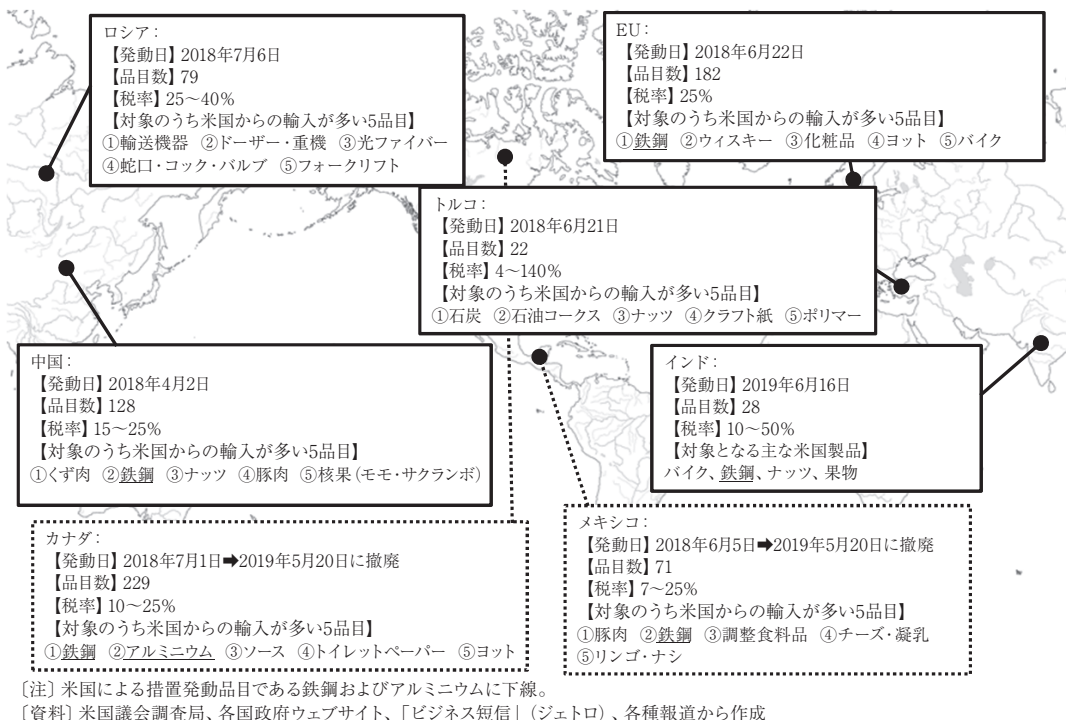 ロシア:
【発動日】2018年7月6日
【品目数】79
【税率】25～40%
【対象のうち米国からの輸入が多い5品目】
①輸送機器 ②ドーザー・重機 ③光ファイバー
④蛇口・コック・バルブ ⑤フォークリフト
EU:
【発動日】2018年6月22日
【品目数】182
【税率】25%
【対象のうち米国からの輸入が多い5品目】
①鉄鋼 ②ウィスキー ③化粧品 ④ヨット ⑤バイク
トルコ:
【発動日】2018年6月21日
【品目数】22
【税率】4～140%
【対象のうち米国からの輸入が多い5品目】
①石炭 ②石油コークス ③ナッツ ④クラフト紙 ⑤ポリマー
中国:
【発動日】2018年4月2日
【品目数】128
【税率】15～25%
【対象のうち米国からの輸入が多い5品目】
①くず肉 ②鉄鋼 ③ナッツ ④豚肉 ⑤核果(モモ・サクランボ)
インド:
【発動日】2019年6月16日
【品目数】28
【税率】10～50%
【対象となる主な米国製品】
バイク、鉄鋼、ナッツ、果物
カナダ:
【発動日】2018年7月1日➡2019年5月20日に撤廃
【品目数】229
【税率】10～25%
【対象のうち米国からの輸入が多い5品目】
①鉄鋼 ②アルミニウム ③ソース ④トイレットペーパー ⑤ヨット
メキシコ:
【発動日】2018年6月5日➡2019年5月20日に撤廃
【品目数】71
【税率】7～25%
【対象のうち米国からの輸入が多い5品目】
①豚肉 ②鉄鋼 ③調整食料品 ④チーズ・凝乳
⑤リンゴ・ナシ
〔注〕米国による措置発動品目である鉄鋼およびアルミニウムに下線。
〔資料〕米国議会調査局、各国政府ウェブサイト、「ビジネス短信」(ジェトロ)、各種報道から作成